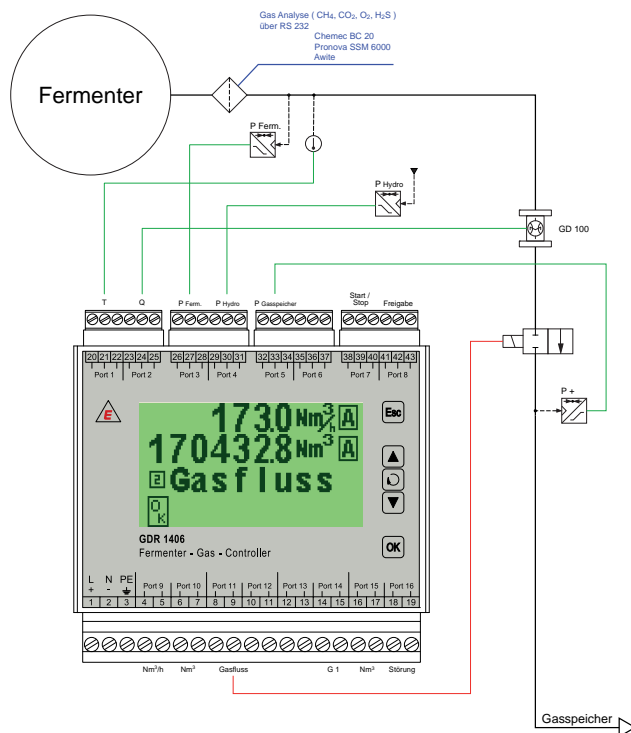 Gas Analyse ( CH₄, CO₂, O₂, H₂S )
über RS 232
Chemec BC 20
Pronova SSM 6000
Awite
Fermenter
P Ferm.
P Hydro
GD 100
T Q P Ferm. P Hydro P Gasspeicher Start / Stop Freigabe
20 21 22 23 24 25 26 27 28 29 30 31 32 33 34 35 36 37 38 39 40 41 42 43
Port 1 Port 2 Port 3 Port 4 Port 5 Port 6 Port 7 Port 8
P +
E
173.0 Nm³/h A
Esc
170432.8 Nm³ A
2 Gasfluss
OK
GDR 1406
Fermenter - Gas - Controller
OK
L N PE
+ -
Port 9 Port 10 Port 11 Port 12 Port 13 Port 14 Port 15 Port 16
1 2 3 4 5 6 7 8 9 10 11 12 13 14 15 16 17 18 19
Nm³/h Nm³ Gasfluss G 1 Nm³ Störung
Gasspeicher